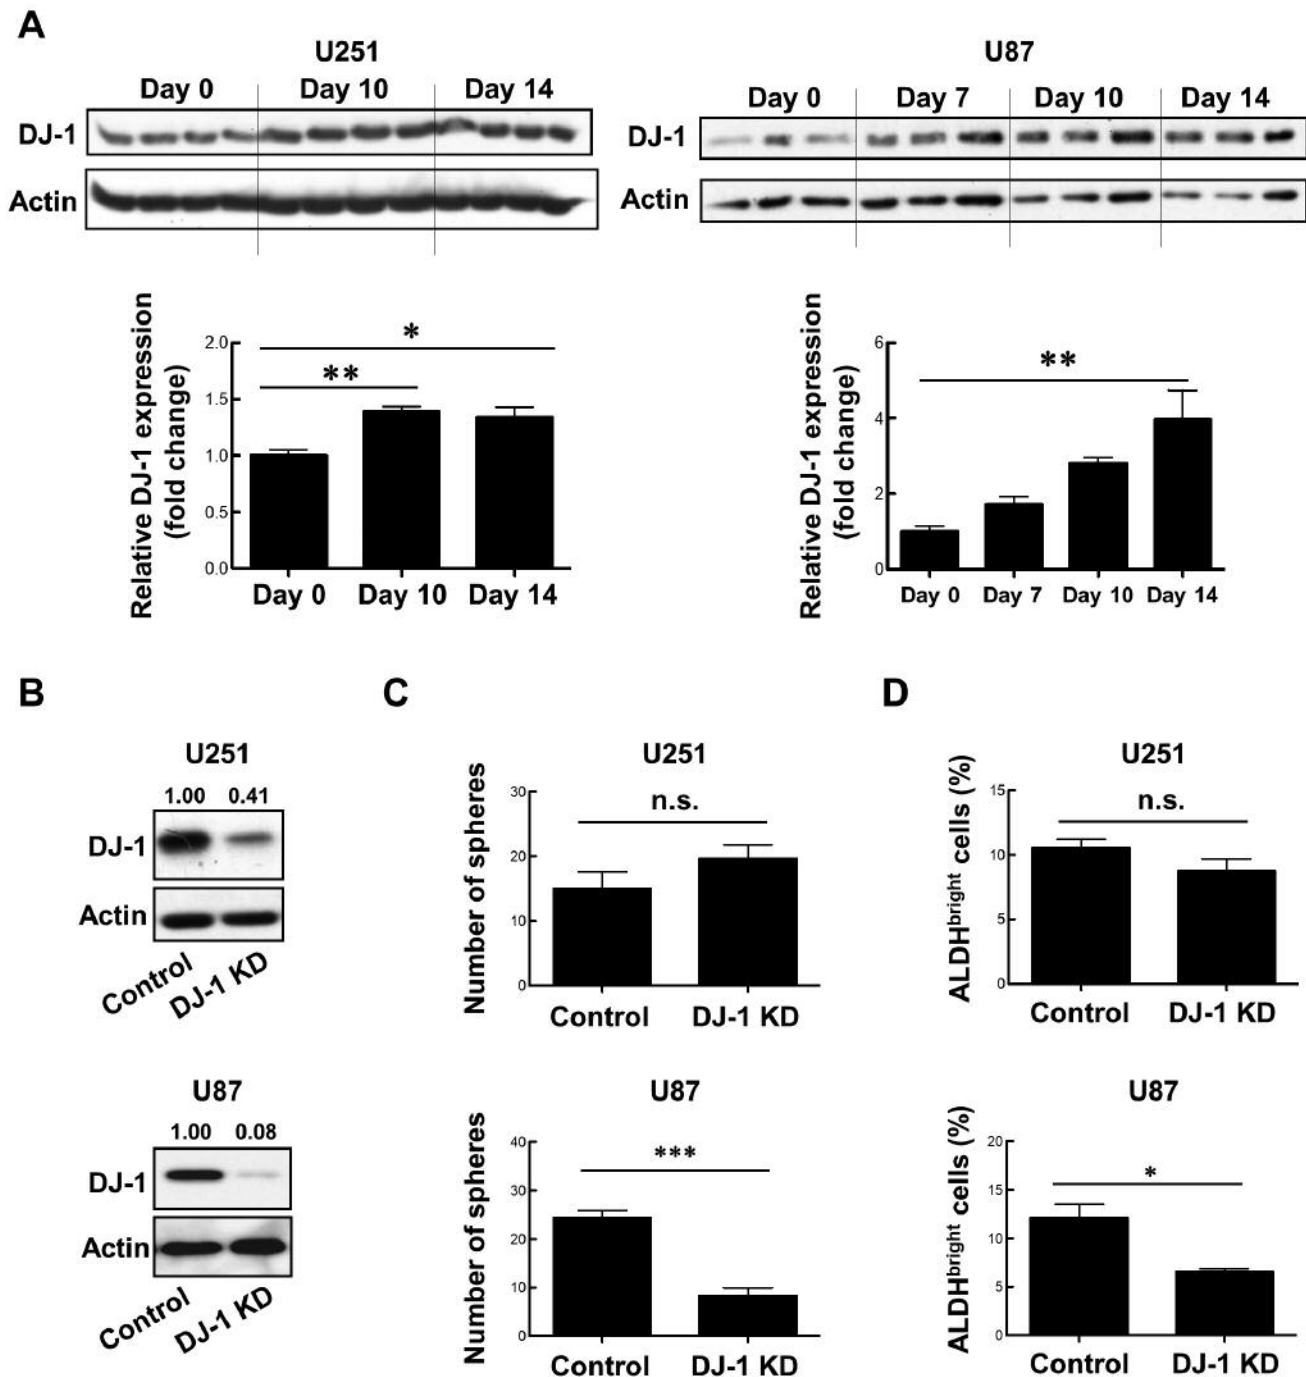 A
U251
Day 0 Day 10 Day 14
DJ-1
Actin
U87
Day 0 Day 7 Day 10 Day 14
DJ-1
Actin
Relative DJ-1 expression
(fold change)
2.0
1.5
1.0
0.5
0.0
*
**
Day 0 Day 10 Day 14
Relative DJ-1 expression
(fold change)
6
4
2
0
**
Day 0 Day 7 Day 10 Day 14
B
U251
1.00 0.41
DJ-1
Actin
Control DJ-1 KD
U87
1.00 0.08
DJ-1
Actin
Control DJ-1 KD
C
U251
Number of spheres
30
20
10
0
n.s.
Control DJ-1 KD
U87
Number of spheres
40
30
20
10
0
***
Control DJ-1 KD
D
U251
ALDHbright cells (%)
15
10
5
0
n.s.
Control DJ-1 KD
U87
ALDHbright cells (%)
20
15
10
5
0
*
Control DJ-1 KD